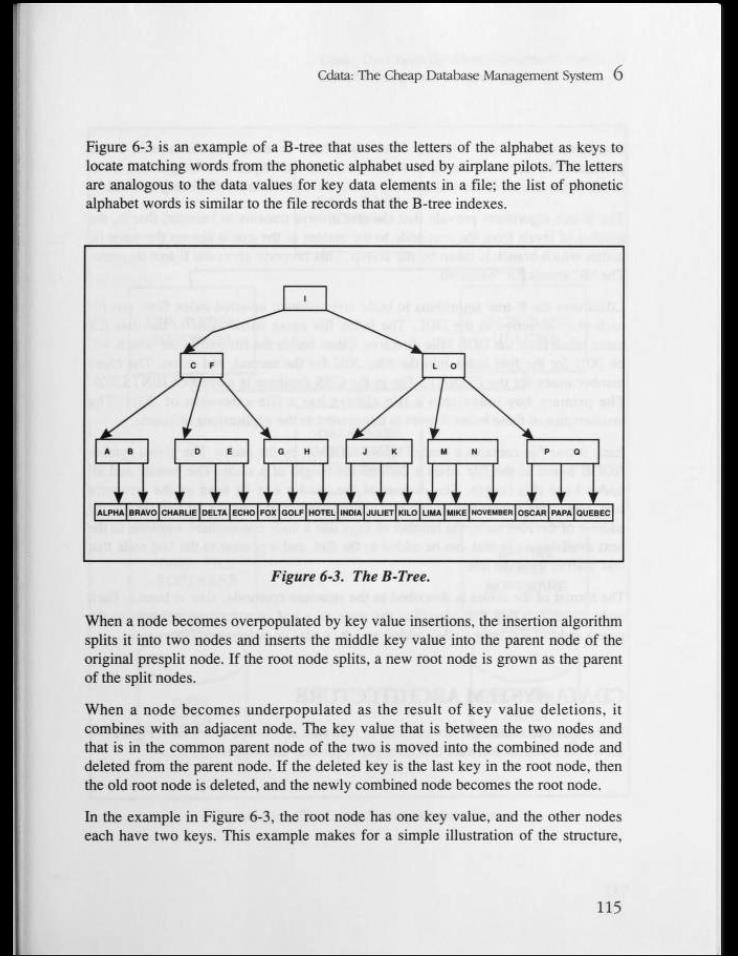 Cdata: The Cheap Database Management System 6
Figure 6-3 is an example of a B-tree that uses the letters of the alphabet as keys to
locate matching words from the phonetic alphabet used by airplane pilots. The letters
are analogous to the data values for key data elements in a file; the list of phonetic
alphabet words is similar to the file records that the B-tree indexes.
I
C F
L O
A B
D E
G H
J K
M N
Q
ALPHA BRAVO CHARLIE DELTA ECHO FOX GOLF HOTEL INDIA JULIET KILO LIMA MIKE NOVEMBER OSCAR PAPA QUEBEC
Figure 6-3. The B-Tree.
When a node becomes overpopulated by key value insertions, the insertion algorithm
splits it into two nodes and inserts the middle key value into the parent node of the
original presplit node. If the root node splits, a new root node is grown as the parent
of the split nodes.
When a node becomes underpopulated as the result of key value deletions, it
combines with an adjacent node. The key value that is between the two nodes and
that is in the common parent node of the two is moved into the combined node and
deleted from the parent node. If the deleted key is the last key in the root node, then
the old root node is deleted, and the newly combined node becomes the root node.
In the example in Figure 6-3, the root node has one key value, and the other nodes
each have two keys. This example makes for a simple illustration of the structure,
115